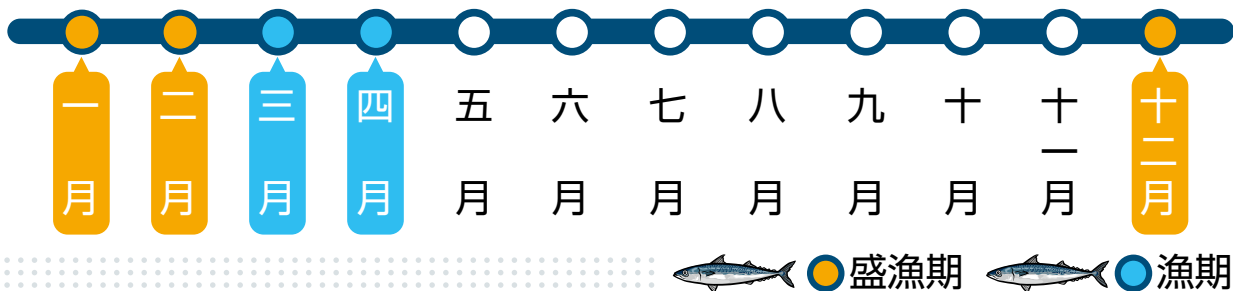 一月
二月
三月
四月
五月
六月
七月
八月
九月
十月
十一月
十二月
盛漁期
漁期